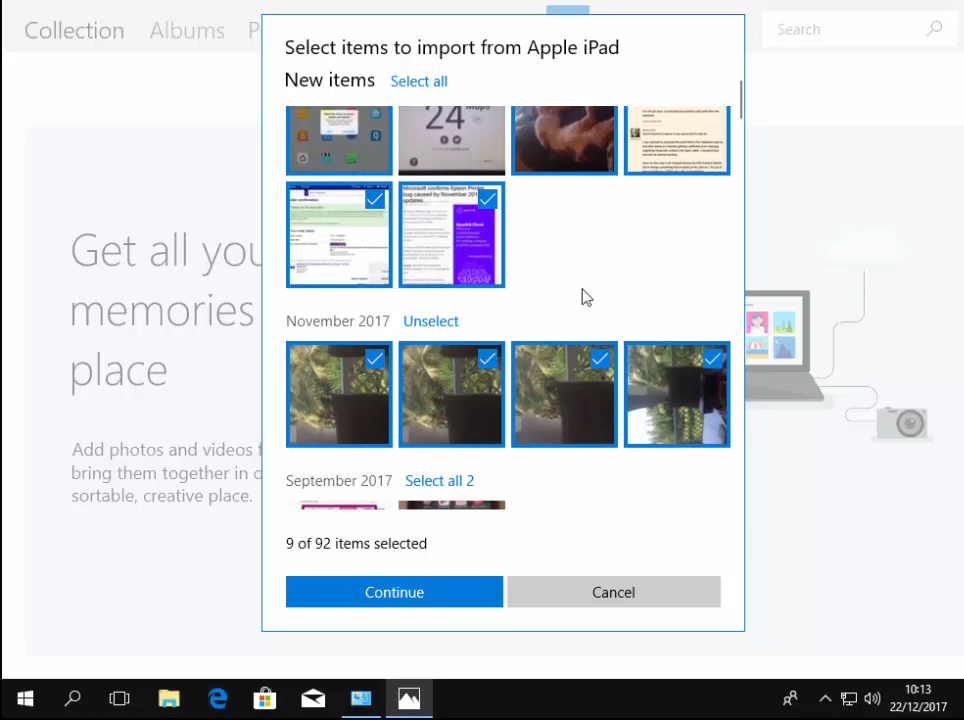 Collection Albums P
Search
Select items to import from Apple iPad
New items Select all
24
Microsoft confirms Epson Printer
bug caused by November 201
updates
November 2017 Unselect
September 2017 Select all 2
9 of 92 items selected
Continue Cancel
Get all you
memories
place
Add photos and videos f
bring them together in o
sortable, creative place.
10:13
22/12/2017